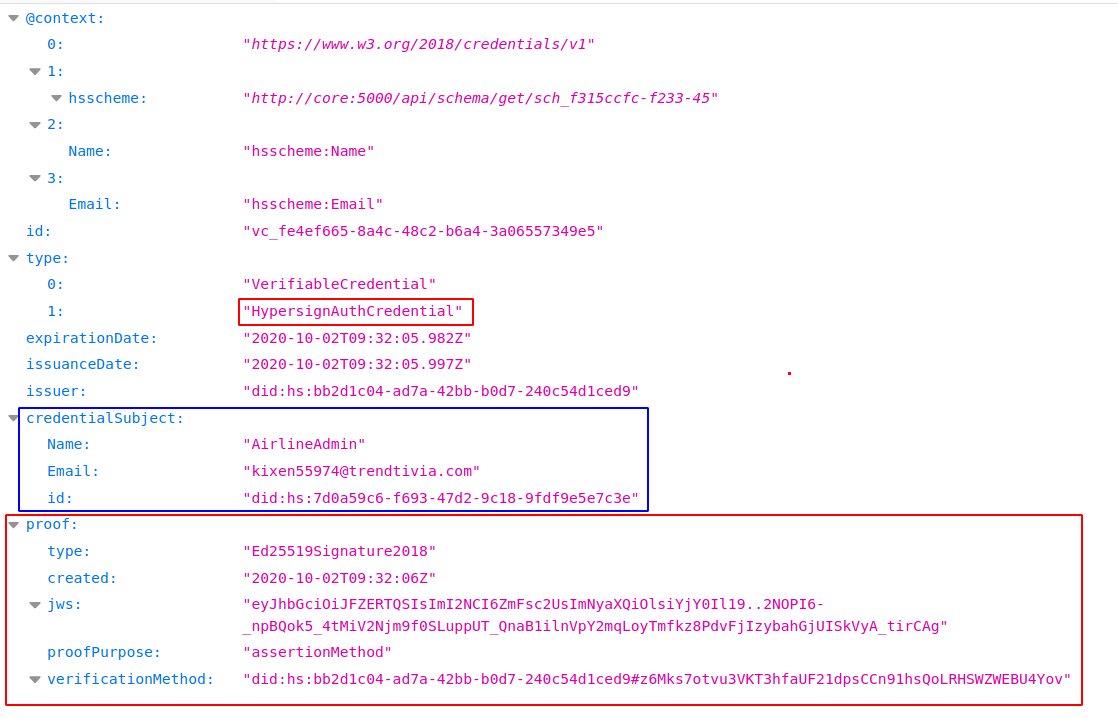 @context:
0: "https://www.w3.org/2018/credentials/v1"
1:
hsscheme: "http://core:5000/api/schema/get/sch_f315ccfc-f233-45"
2:
Name: "hsscheme:Name"
3:
Email: "hsscheme:Email"
id: "vc_fe4ef665-8a4c-48c2-b6a4-3a06557349e5"
type:
0: "VerifiableCredential"
1: "HypersignAuthCredential"
expirationDate: "2020-10-02T09:32:05.982Z"
issuanceDate: "2020-10-02T09:32:05.997Z"
issuer: "did:hs:bb2d1c04-ad7a-42bb-b0d7-240c54d1ced9"
credentialSubject:
Name: "AirlineAdmin"
Email: "kixen55974@trendtivia.com"
id: "did:hs:7d0a59c6-f693-47d2-9c18-9fdf9e5e7c3e"
proof:
type: "Ed25519Signature2018"
created: "2020-10-02T09:32:06Z"
jws: "eyJhbGciOiJFZERTQSIsImI2NCI6ZmFsc2UsImNyaXQiOlsiYjY0Il19..2NOPI6-
_npBQok5_4tMiV2Njm9f0SLuppUT_QnaB1ilnVpY2mqLoyTmfkz8PdvFjIzybahGjUISkVyA_tirCAg"
proofPurpose: "assertionMethod"
verificationMethod: "did:hs:bb2d1c04-ad7a-42bb-b0d7-240c54d1ced9#z6Mks7otvu3VKT3hfaUF21dpsCCn91hsQoLRHSWZWEBU4Yov"